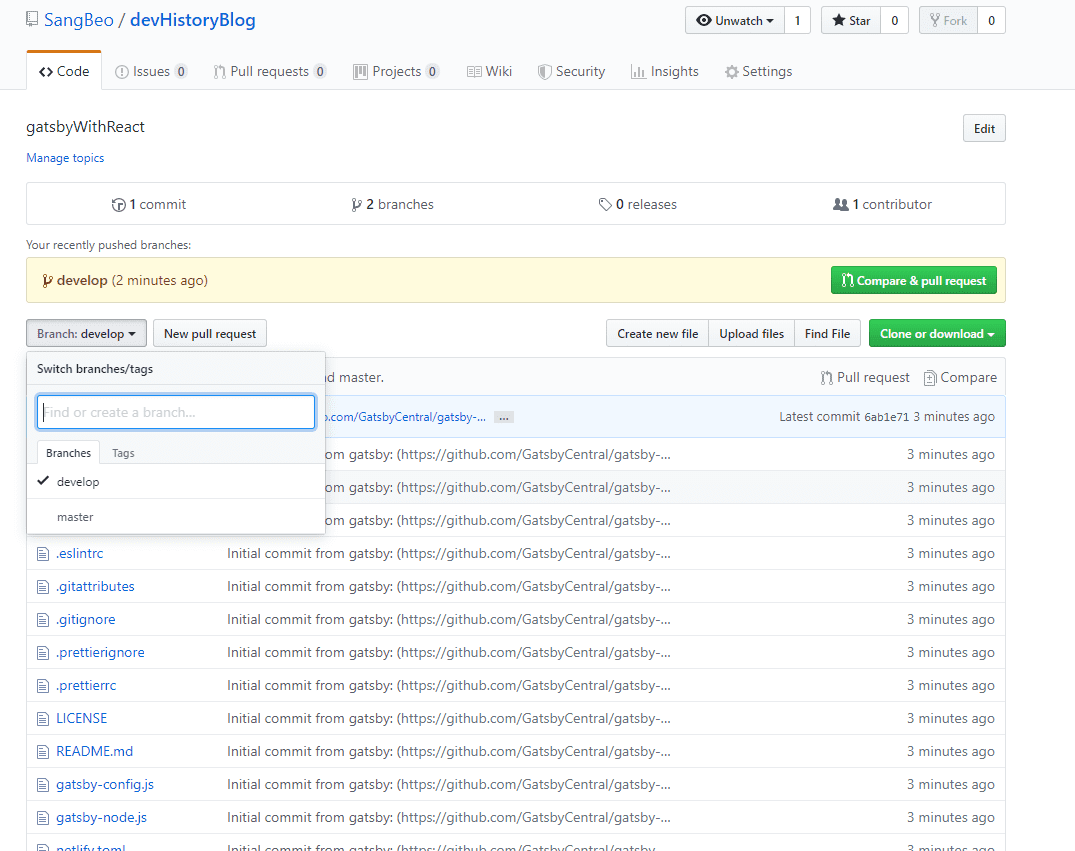 SangBeo / devHistoryBlog Unwatch 1 Star 0 Fork 0
Code Issues 0 Pull requests 0 Projects 0 Wiki Security Insights Settings
gatsbyWithReact Edit
Manage topics
1 commit 2 branches 0 releases 1 contributor
Your recently pushed branches:
develop (2 minutes ago) Compare & pull request
Branch: develop New pull request Create new file Upload files Find File Clone or download
Switch branches/tags
d master. Pull request Compare
Find or create a branch...
.com/GatsbyCentral/gatsby-... ... Latest commit 6ab1e71 3 minutes ago
Branches Tags
om gatsby: (https://github.com/GatsbyCentral/gatsby-... 3 minutes ago
develop
om gatsby: (https://github.com/GatsbyCentral/gatsby-... 3 minutes ago
master
om gatsby: (https://github.com/GatsbyCentral/gatsby-... 3 minutes ago
.eslintrc Initial commit from gatsby: (https://github.com/GatsbyCentral/gatsby-... 3 minutes ago
.gitattributes Initial commit from gatsby: (https://github.com/GatsbyCentral/gatsby-... 3 minutes ago
.gitignore Initial commit from gatsby: (https://github.com/GatsbyCentral/gatsby-... 3 minutes ago
.prettierignore Initial commit from gatsby: (https://github.com/GatsbyCentral/gatsby-... 3 minutes ago
.prettierrc Initial commit from gatsby: (https://github.com/GatsbyCentral/gatsby-... 3 minutes ago
LICENSE Initial commit from gatsby: (https://github.com/GatsbyCentral/gatsby-... 3 minutes ago
README.md Initial commit from gatsby: (https://github.com/GatsbyCentral/gatsby-... 3 minutes ago
gatsby-config.js Initial commit from gatsby: (https://github.com/GatsbyCentral/gatsby-... 3 minutes ago
gatsby-node.js Initial commit from gatsby: (https://github.com/GatsbyCentral/gatsby-... 3 minutes ago
netlify.toml Initial commit from gatsby: (https://github.com/GatsbyCentral/gatsby-... 3 minutes ago